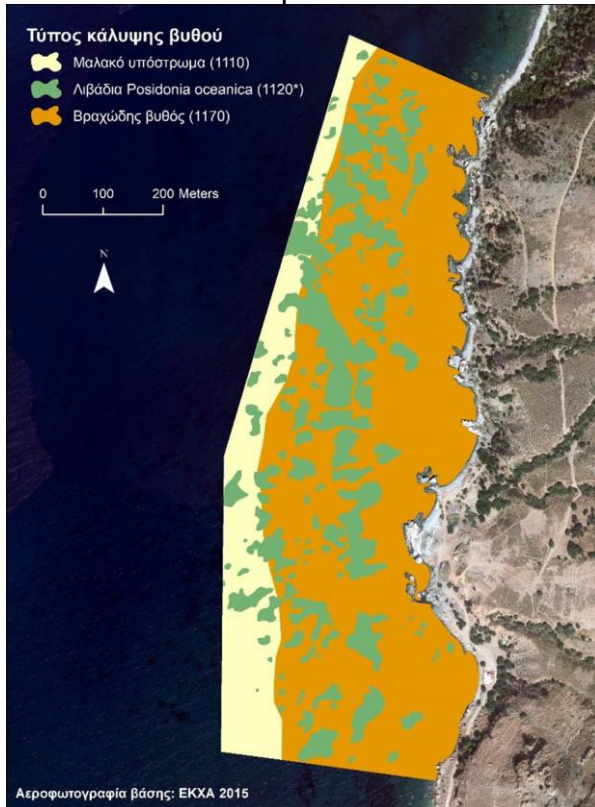 Τύπος κάλυψης βυθού
Μαλακό υπόστρωμα (1110)
Λιβάδια Posidonia oceanica (1120*)
Βραχώδης βυθός (1170)
0 100 200 Meters
N
Αεροφωτογραφία βάσης: ΕΚΧΑ 2015